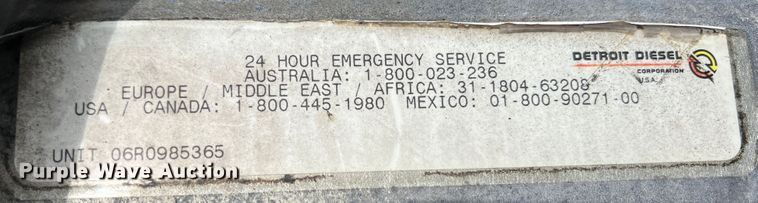 24 HOUR EMERGENCY SERVICE
AUSTRALIA: 1-800-023-236
EUROPE / MIDDLE EAST / AFRICA: 31-1804-63208
USA / CANADA: 1-800-445-1980 MEXICO: 01-800-90271-00
DETROIT DIESEL
CORPORATION
U.S.A.
UNIT 06R0985365
Purple Wave Auction